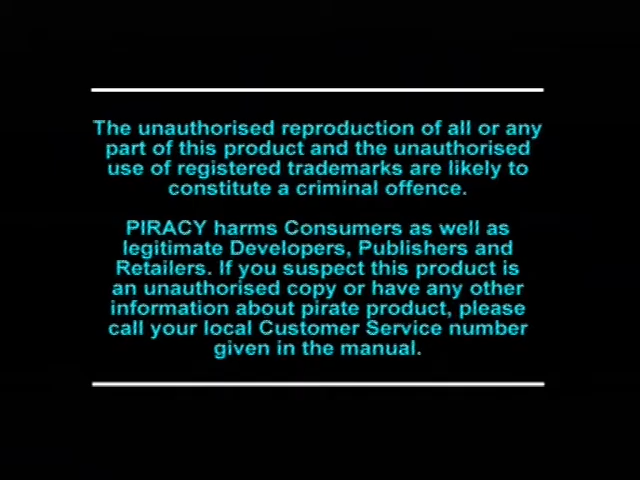 The unauthorised reproduction of all or any
part of this product and the unauthorised
use of registered trademarks are likely to
constitute a criminal offence.
PIRACY harms Consumers as well as
legitimate Developers, Publishers and
Retailers. If you suspect this product is
an unauthorised copy or have any other
information about pirate product, please
call your local Customer Service number
given in the manual.